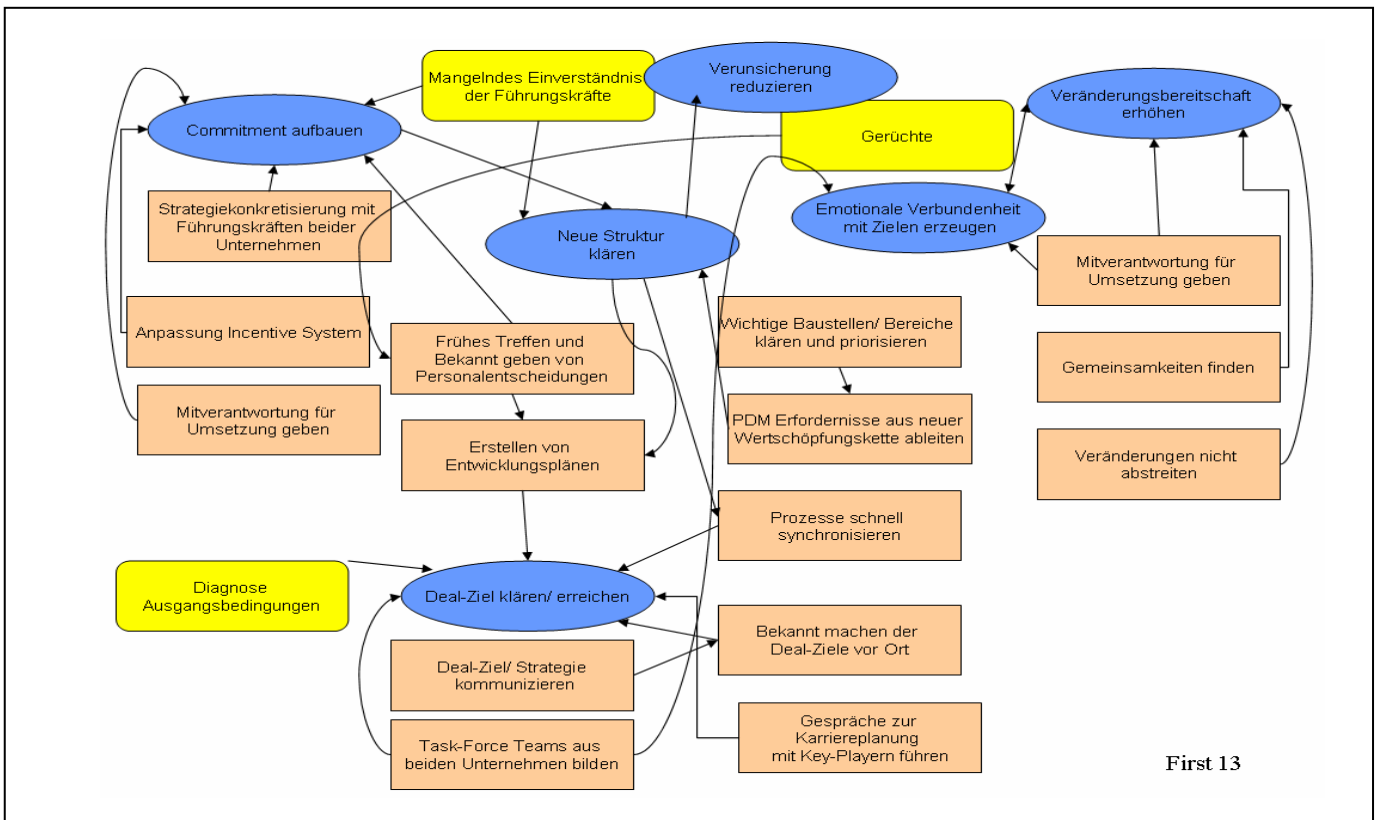 Mangelndes Einverständnis
der Führungskräfte
Verunsicherung
reduzieren
Veränderungsbereitschaft
erhöhen
Commitment aufbauen
Gerüchte
Strategiekonkretisierung mit
Führungskräften beider
Unternehmen
Neue Struktur
klären
Emotionale Verbundenheit
mit Zielen erzeugen
Mitverantwortung für
Umsetzung geben
Anpassung Incentive System
Frühes Treffen und
Bekannt geben von
Personalentscheidungen
Wichtige Baustellen/ Bereiche
klären und priorisieren
Gemeinsamkeiten finden
Mitverantwortung für
Umsetzung geben
Erstellen von
Entwicklungsplänen
PDM Erfordernisse aus neuer
Wertschöpfungskette ableiten
Veränderungen nicht
abstreiten
Prozesse schnell
synchronisieren
Diagnose
Ausgangsbedingungen
Deal-Ziel klären/ erreichen
Deal-Ziel/ Strategie
kommunizieren
Bekannt machen der
Deal-Ziele vor Ort
Task-Force Teams aus
beiden Unternehmen bilden
Gespräche zur
Karriereplanung
mit Key-Playern führen
First 13